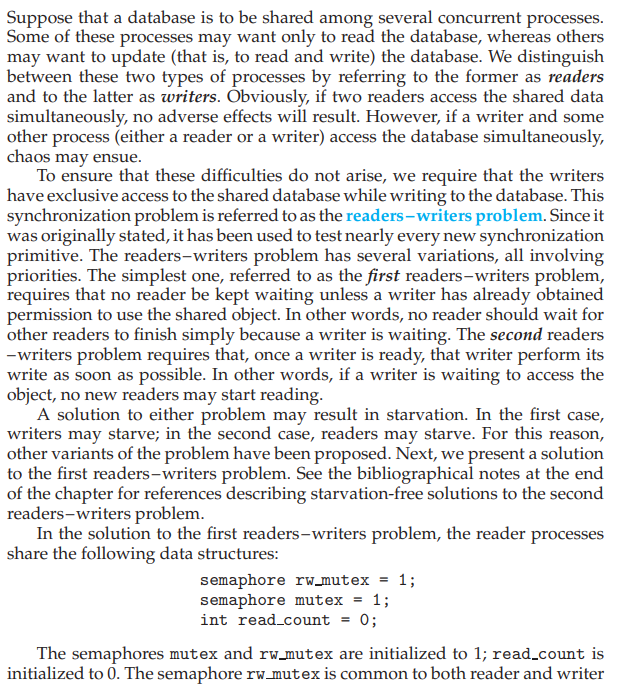 Suppose that a database is to be shared among several concurrent processes.
Some of these processes may want only to read the database, whereas others
may want to update (that is, to read and write) the database. We distinguish
between these two types of processes by referring to the former as readers
and to the latter as writers. Obviously, if two readers access the shared data
simultaneously, no adverse effects will result. However, if a writer and some
other process (either a reader or a writer) access the database simultaneously,
chaos may ensue.
To ensure that these difficulties do not arise, we require that the writers
have exclusive access to the shared database while writing to the database. This
synchronization problem is referred to as the readers–writers problem. Since it
was originally stated, it has been used to test nearly every new synchronization
primitive. The readers–writers problem has several variations, all involving
priorities. The simplest one, referred to as the first readers–writers problem,
requires that no reader be kept waiting unless a writer has already obtained
permission to use the shared object. In other words, no reader should wait for
other readers to finish simply because a writer is waiting. The second readers
–writers problem requires that, once a writer is ready, that writer perform its
write as soon as possible. In other words, if a writer is waiting to access the
object, no new readers may start reading.
A solution to either problem may result in starvation. In the first case,
writers may starve; in the second case, readers may starve. For this reason,
other variants of the problem have been proposed. Next, we present a solution
to the first readers–writers problem. See the bibliographical notes at the end
of the chapter for references describing starvation-free solutions to the second
readers–writers problem.
In the solution to the first readers–writers problem, the reader processes
share the following data structures:
semaphore rw_mutex = 1;
semaphore mutex = 1;
int read_count = 0;
The semaphores mutex and rw_mutex are initialized to 1; read_count is
initialized to 0. The semaphore rw_mutex is common to both reader and writer